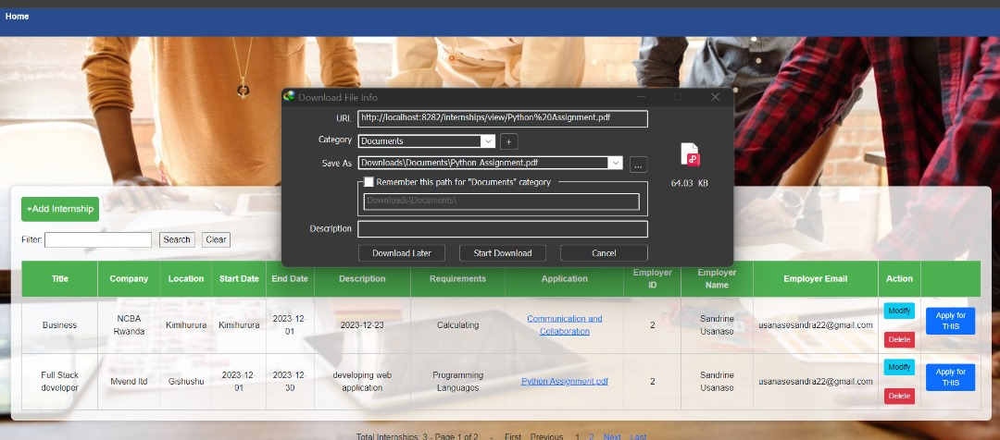 Home
Download File Info
URL http://localhost:8282/internships/view/Python%20Assignment.pdf
Category Documents +
Save As Downloads\Documents\Python Assignment.pdf ...
64.03 KB
Remember this path for "Documents" category
Downloads\Documents\
Description
Download Later Start Download Cancel
+Add Internship
Filter: Search Clear
Title Company Location Start Date End Date Description Requirements Application Employer ID Employer Name Employer Email Action
Business NCBA Rwanda Kimihurura Kimihurura 2023-12-01 2023-12-23 Calculating Communication and Collaboration 2 Sandrine Usanase usanasesandra22@gmail.com Modify Delete Apply for THIS
Full Stack developer Mvend ltd Gishushu 2023-12-01 2023-12-30 developing web application Programming Languages Python Assignment.pdf 2 Sandrine Usanase usanasesandra22@gmail.com Modify Delete Apply for THIS
Total Internships: 3 - Page 1 of 2 - First Previous 1 2 Next Last